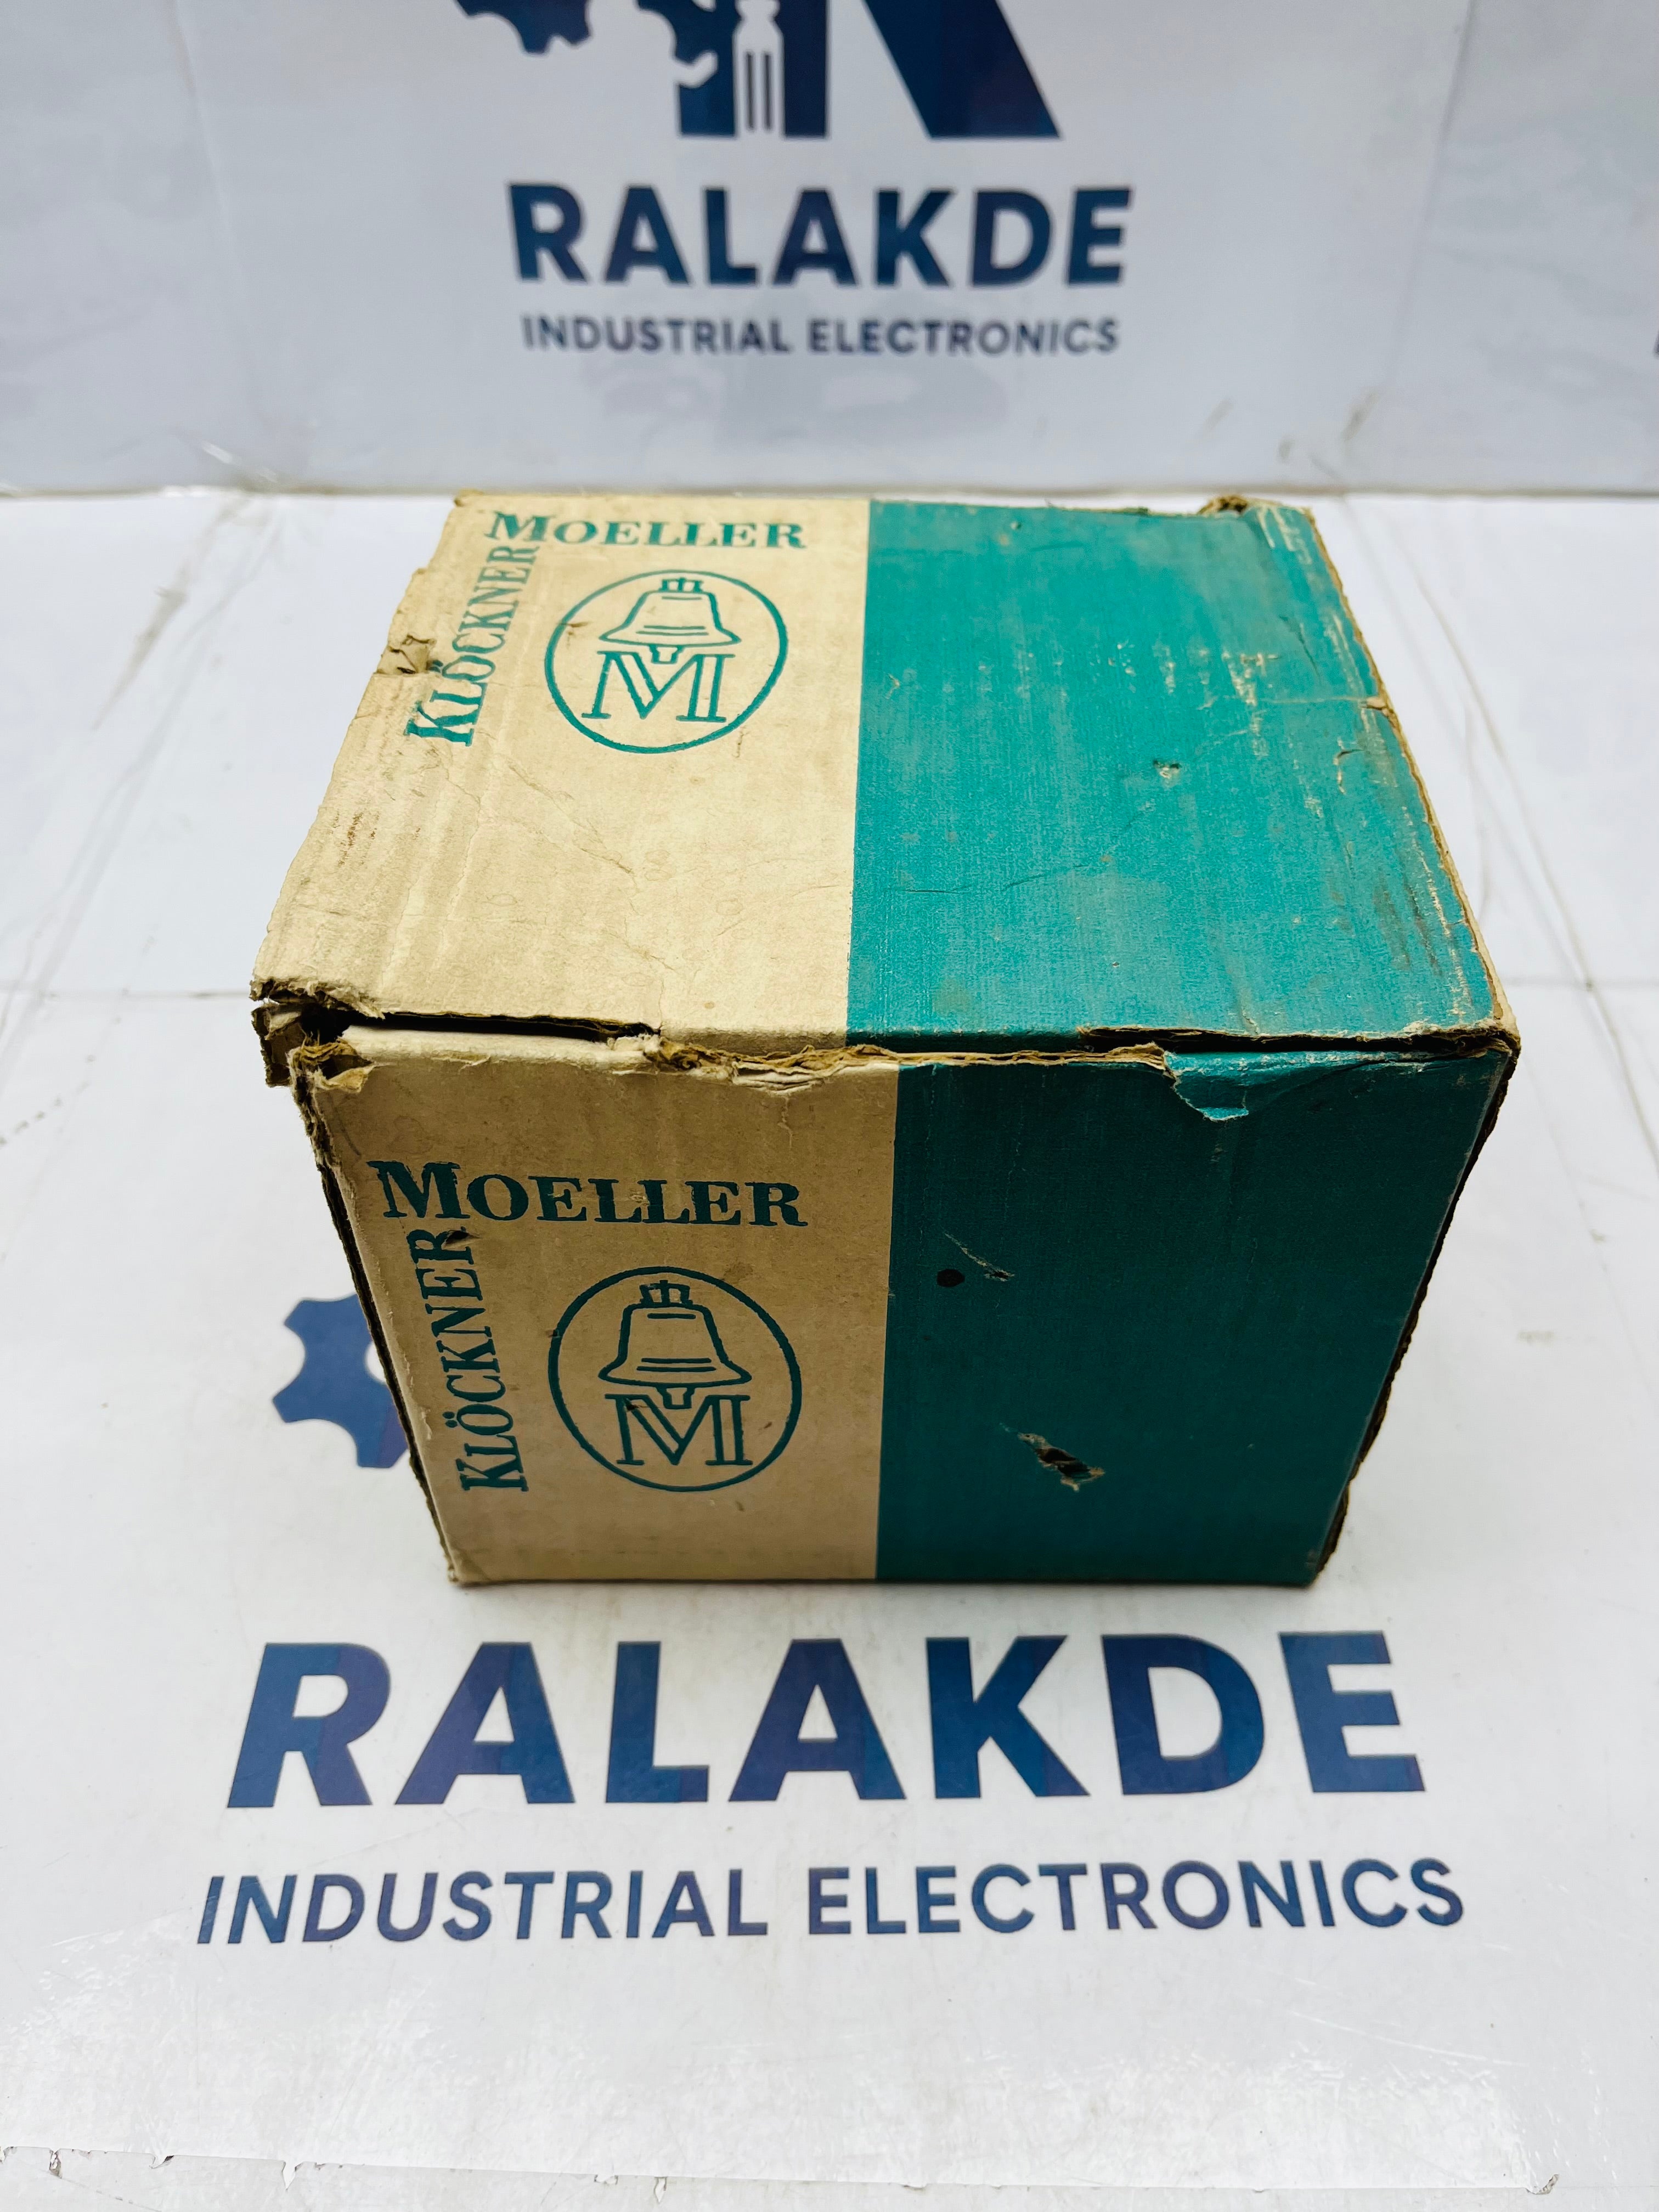 RALAKDE
INDUSTRIAL ELECTRONICS
MOELLER
KLÖCKNER
M
MOELLER
KLÖCKNER
M
RALAKDE
INDUSTRIAL ELECTRONICS